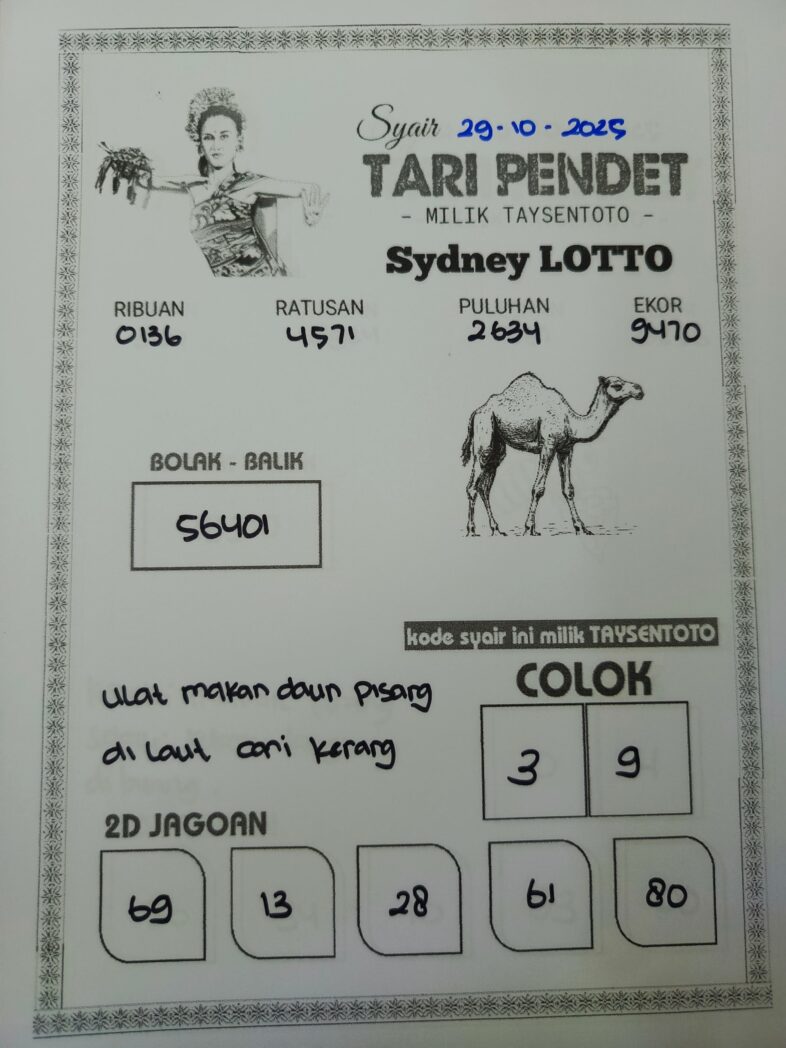 Syair 29-10-2025
TARI PENDET
- MILIK TAYSENTOTO -
Sydney LOTTO
RIBUAN RATUSAN PULUHAN EKOR
0136 4571 2634 9470
BOLAK - BALIK
56401
kode syair ini milik TAYSENTOTO
COLOK
3 9
ulat makan daun pisang
di laut cari kerang
2D JAGOAN
69 13 28 61 80